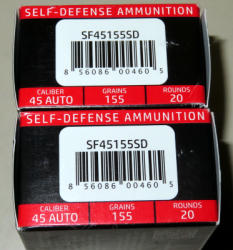 SELF-DEFENSE AMMUNITION
SF45155SD
8 56086 00460 5
CALIBER GRAINS ROUNDS
45 AUTO 155 20
SELF-DEFENSE AMMUNITION
SF45155SD
8 56086 00460 5
CALIBER GRAINS ROUNDS
45 AUTO 155 20